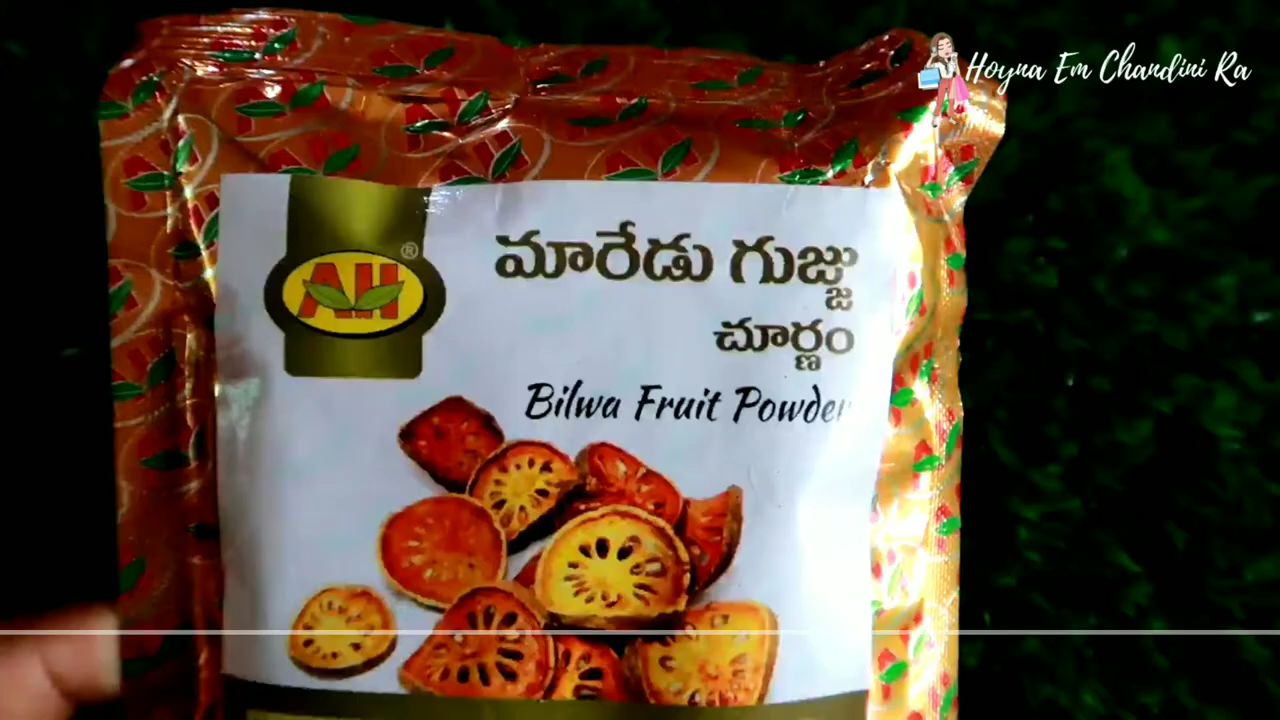 Hoyna Em Chandini Ra
AH
®
మారేడు గుజ్జు
చూర్ణం
Bilwa Fruit Powder